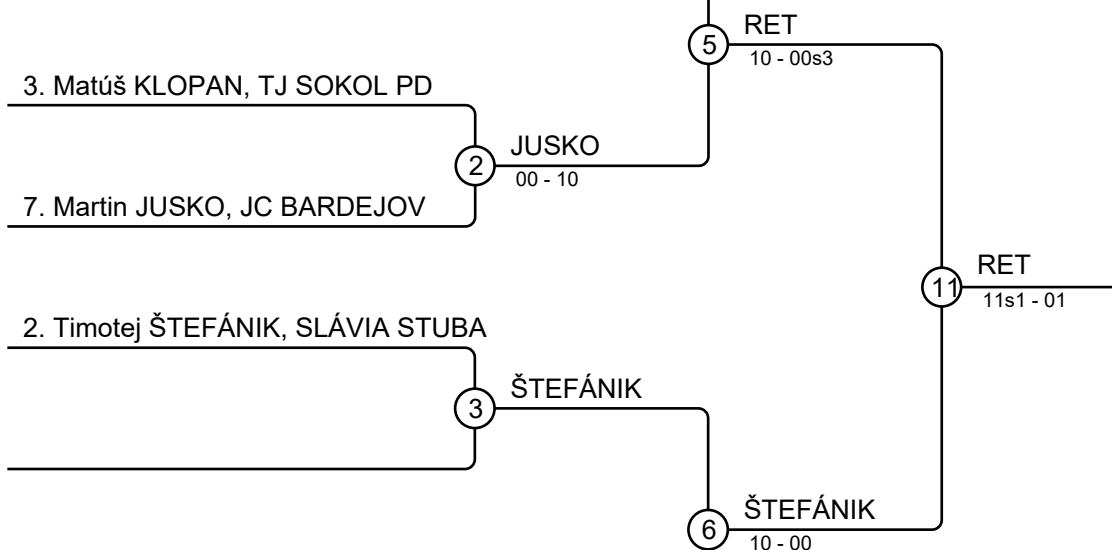 RET
5
10 - 00s3
3. Matúš KLOPAN, TJ SOKOL PD
JUSKO
2
00 - 10
7. Martin JUSKO, JC BARDEJOV
RET
11
11s1 - 01
2. Timotej ŠTEFÁNIK, SLÁVIA STUBA
ŠTEFÁNIK
3
ŠTEFÁNIK
6
10 - 00